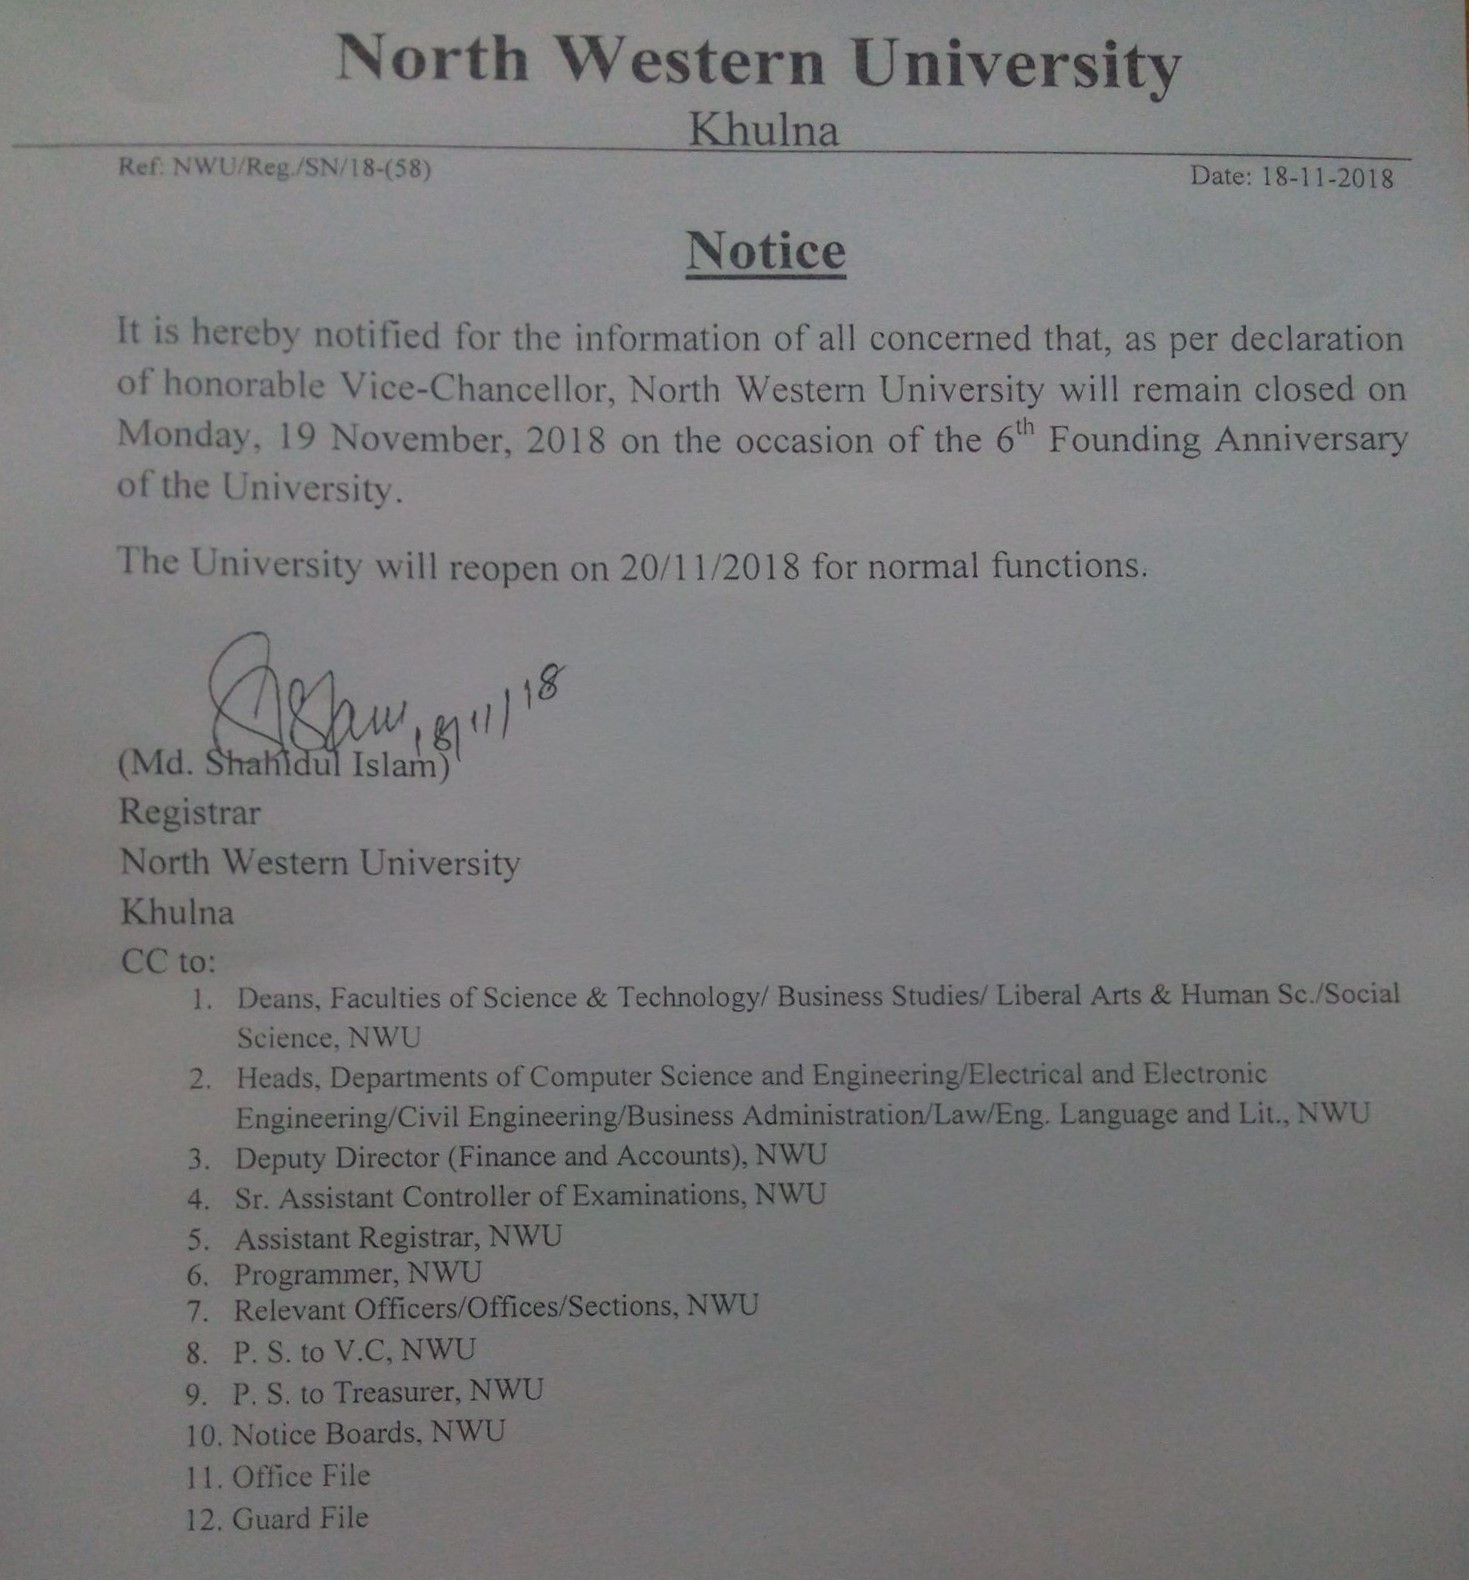 North Western University
Khulna
Ref: NWU/Reg./SN/18-(58)
Date: 18-11-2018
Notice
It is hereby notified for the information of all concerned that, as per declaration
of honorable Vice-Chancellor, North Western University will remain closed on
Monday, 19 November, 2018 on the occasion of the 6th Founding Anniversary
of the University.
The University will reopen on 20/11/2018 for normal functions.
18/11/18
(Md. Shahidul Islam)
Registrar
North Western University
Khulna
CC to:
1. Deans, Faculties of Science & Technology/ Business Studies/ Liberal Arts & Human Sc./Social
Science, NWU
2. Heads, Departments of Computer Science and Engineering/Electrical and Electronic
Engineering/Civil Engineering/Business Administration/Law/Eng. Language and Lit., NWU
3. Deputy Director (Finance and Accounts), NWU
4. Sr. Assistant Controller of Examinations, NWU
5. Assistant Registrar, NWU
6. Programmer, NWU
7. Relevant Officers/Offices/Sections, NWU
8. P. S. to V.C, NWU
9. P. S. to Treasurer, NWU
10. Notice Boards, NWU
11. Office File
12. Guard File